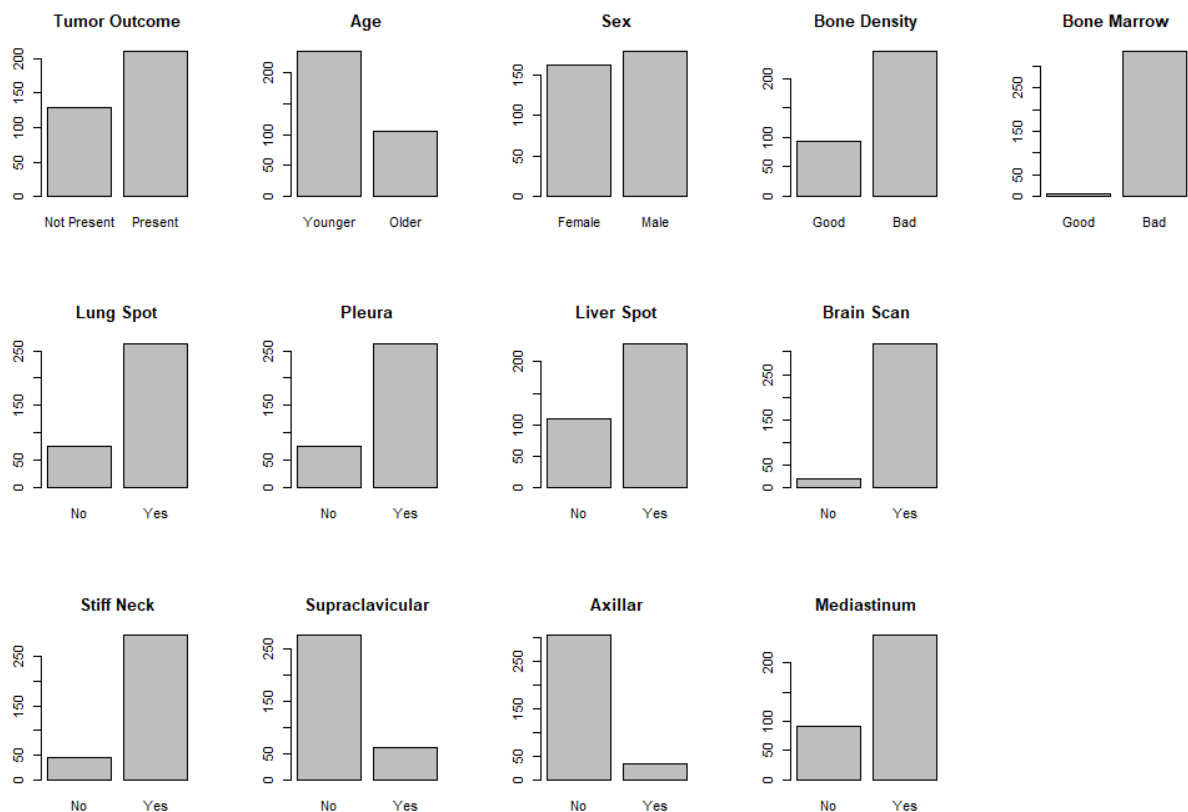 Tumor Outcome
200
150
100
50
0
Not Present Present
Age
200
100
50
0
Younger Older
Sex
150
100
50
0
Female Male
Bone Density
200
100
50
0
Good Bad
Bone Marrow
250
150
50
0
Good Bad
Lung Spot
250
150
50
0
No Yes
Pleura
250
150
50
0
No Yes
Liver Spot
200
100
50
0
No Yes
Brain Scan
250
150
50
0
No Yes
Stiff Neck
250
150
50
0
No Yes
Supraclavicular
250
150
50
0
No Yes
Axillar
250
150
50
0
No Yes
Mediastinum
200
100
50
0
No Yes